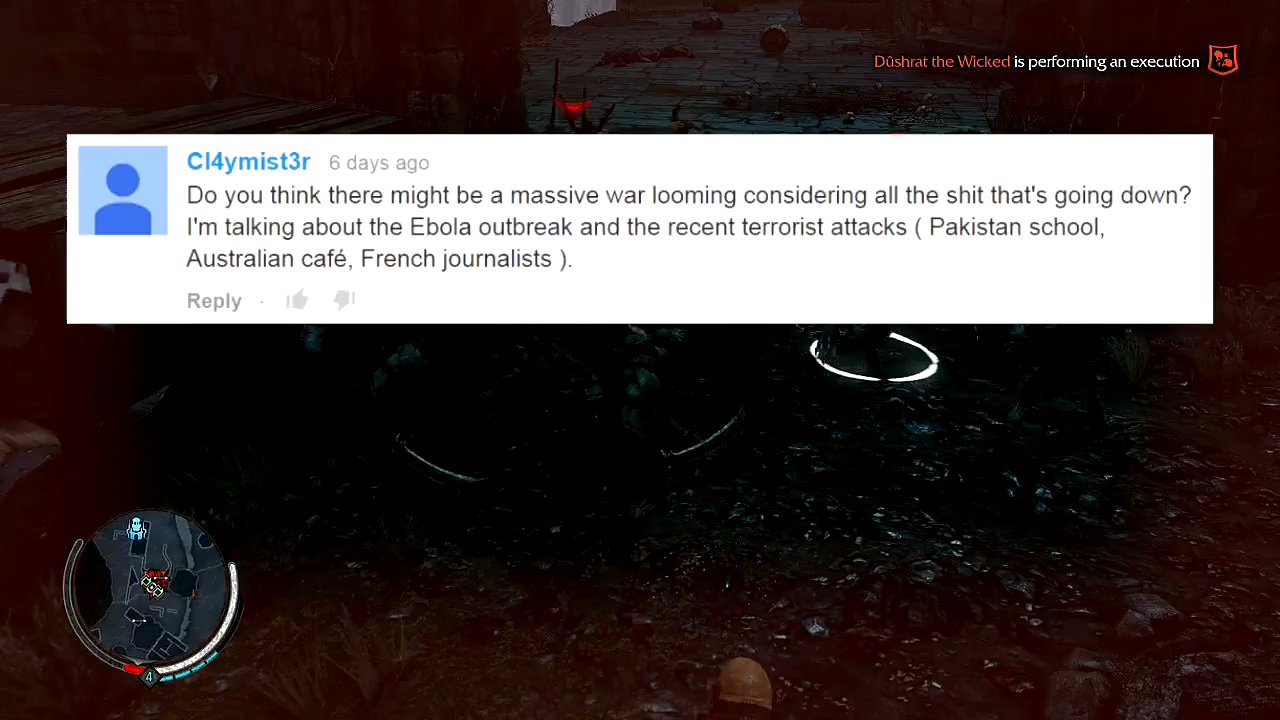 Dûshrat the Wicked is performing an execution
Cl4ymist3r 6 days ago
Do you think there might be a massive war looming considering all the shit that's going down?
I'm talking about the Ebola outbreak and the recent terrorist attacks ( Pakistan school,
Australian café, French journalists ).
Reply ·
4